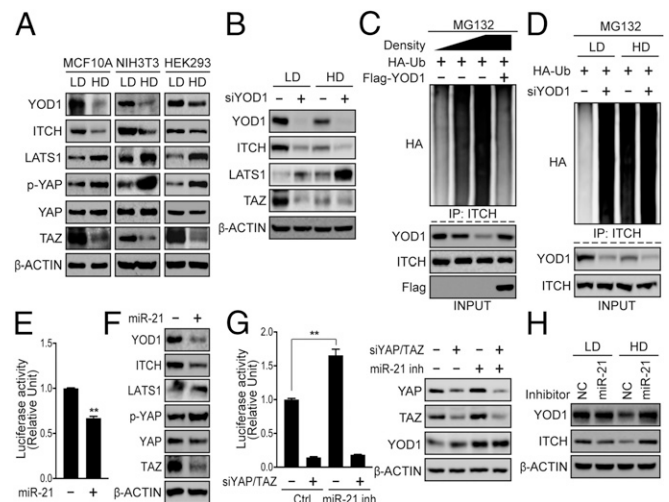 A
MCF10A NIH3T3 HEK293
LD HD LD HD LD HD
YOD1
ITCH
LATS1
p-YAP
YAP
TAZ
β-ACTIN
B
LD HD
siYOD1 – + – +
YOD1
ITCH
LATS1
TAZ
β-ACTIN
C
MG132
Density
HA-Ub + + + +
Flag-YOD1 – – – +
HA
IP: ITCH
YOD1
ITCH
Flag
INPUT
D
MG132
LD HD
HA-Ub + + + +
siYOD1 – + – +
HA
IP: ITCH
YOD1
ITCH
INPUT
E
Luciferase activity
(Relative Unit)
1.5
1.0
0.5
0.0
**
miR-21 – +
F
miR-21 – +
YOD1
ITCH
LATS1
p-YAP
YAP
TAZ
β-ACTIN
G
Luciferase activity
(Relative Unit)
2.0
1.5
1.0
0.5
0.0
**
siYAP/TAZ – + – +
Ctrl miR-21 inh
siYAP/TAZ – + – +
miR-21 inh – – + +
YAP
TAZ
YOD1
β-ACTIN
H
LD HD
Inhibitor NC miR-21 NC miR-21
YOD1
ITCH
β-ACTIN